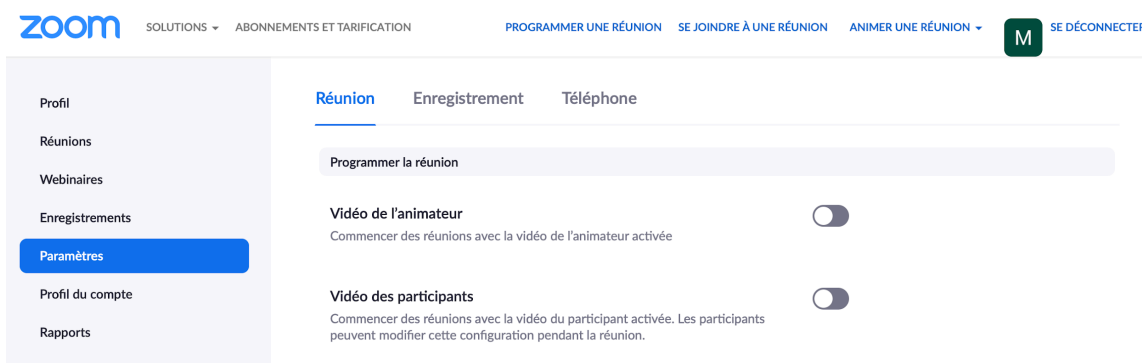 zoom SOLUTIONS ABONNEMENTS ET TARIFICATION PROGRAMMER UNE RÉUNION SE JOINDRE À UNE RÉUNION ANIMER UNE RÉUNION M SE DÉCONNECTER
Profil
Réunions
Webinaires
Enregistrements
Paramètres
Profil du compte
Rapports
Réunion Enregistrement Téléphone
Programmer la réunion
Vidéo de l'animateur
Commencer des réunions avec la vidéo de l'animateur activée
Vidéo des participants
Commencer des réunions avec la vidéo du participant activée. Les participants
peuvent modifier cette configuration pendant la réunion.